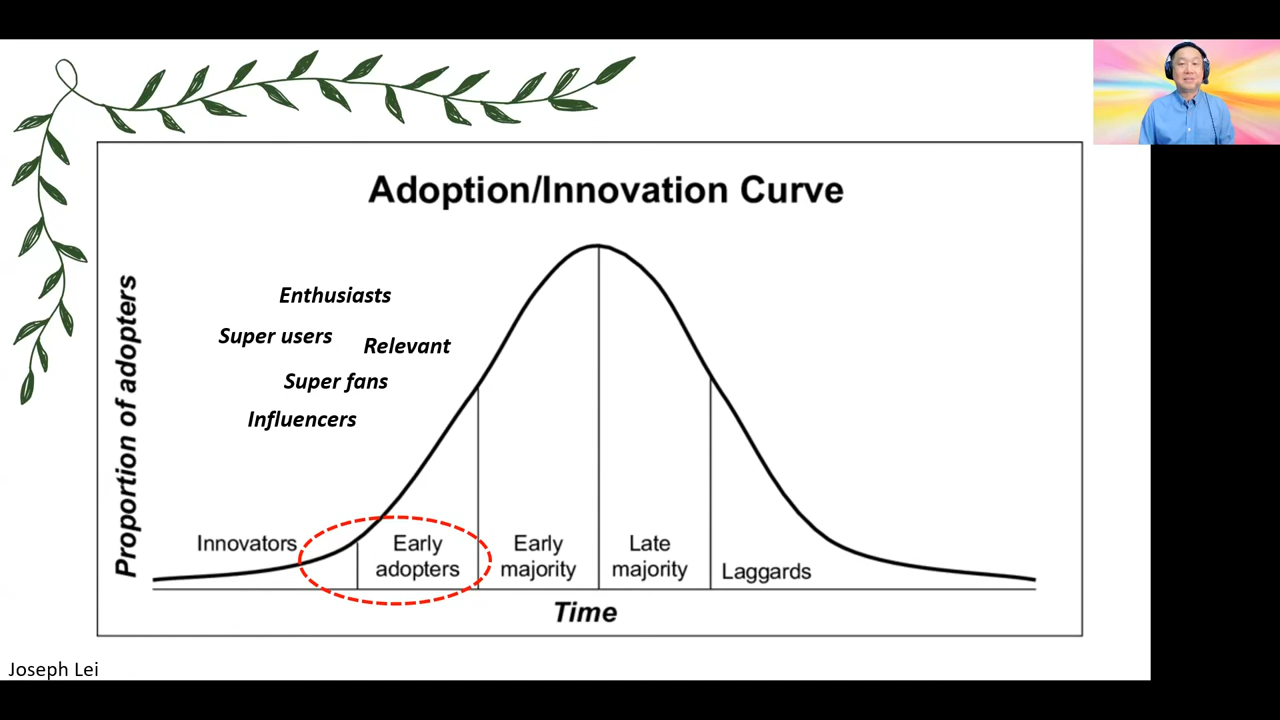 Adoption/Innovation Curve
Proportion of adopters
Enthusiasts
Super users
Relevant
Super fans
Influencers
Innovators
Early
adopters
Early
majority
Late
majority
Laggards
Time
Joseph Lei